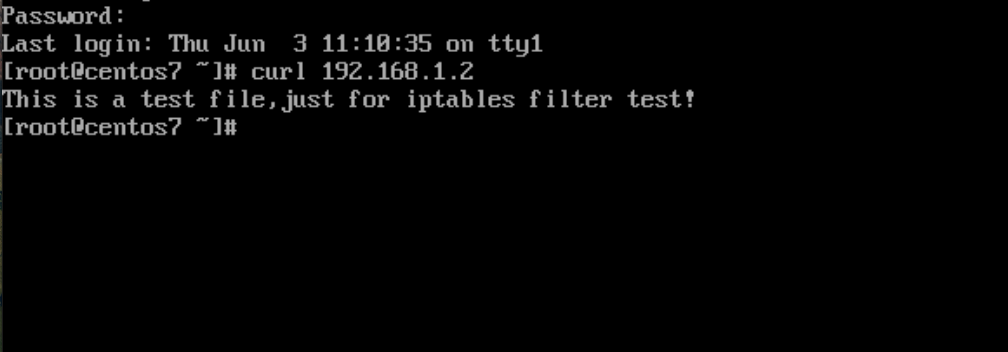 Password:
Last login: Thu Jun  3 11:10:35 on tty1
[root@centos7 ~]# curl 192.168.1.2
This is a test file,just for iptables filter test!
[root@centos7 ~]#